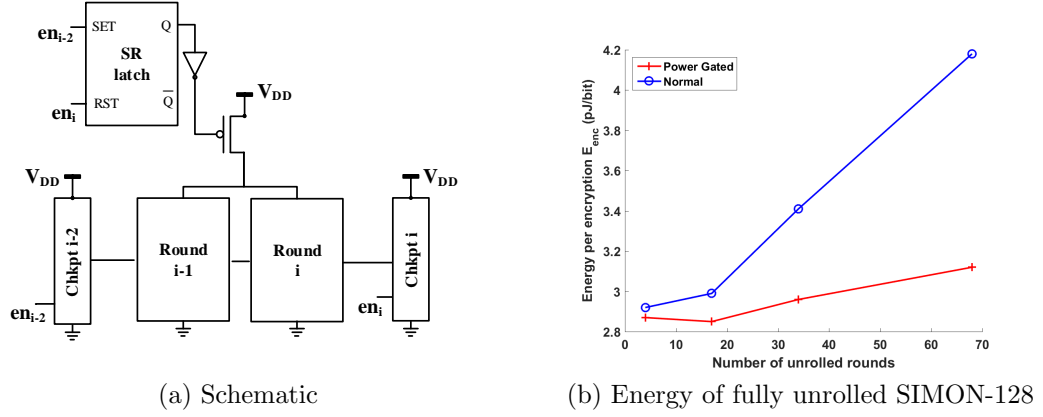 en_{i-2}
SET
Q
SR
latch
en_i
RST
Q̅
V_DD
V_DD
V_DD
Chkpt i-2
Round
i-1
Round
i
Chkpt i
en_{i-2}
en_i
(a) Schematic
Power Gated
Normal
Energy per encryption E_enc (pJ/bit)
4.2
4
3.8
3.6
3.4
3.2
3
2.8
0 10 20 30 40 50 60 70
Number of unrolled rounds
(b) Energy of fully unrolled SIMON-128